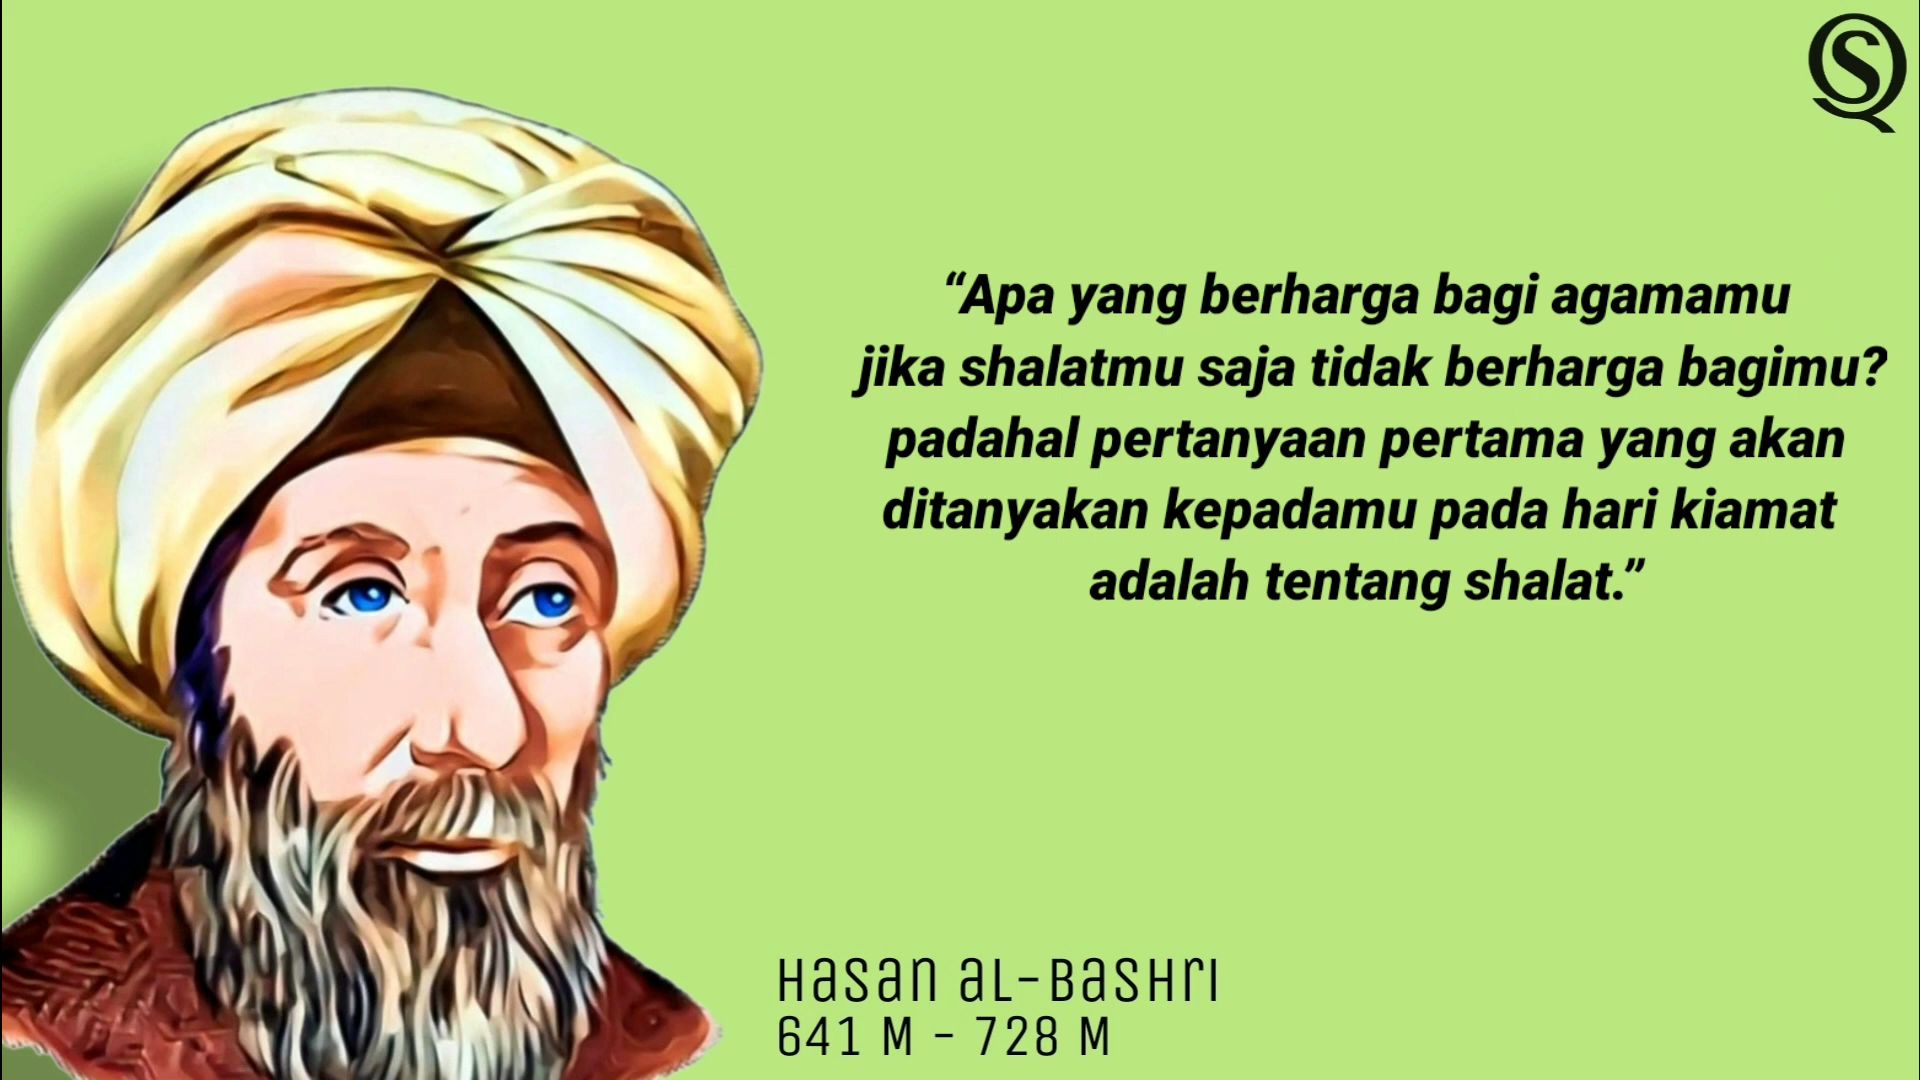 “Apa yang berharga bagi agamamu
jika shalatmu saja tidak berharga bagimu?
padahal pertanyaan pertama yang akan
ditanyakan kepadamu pada hari kiamat
adalah tentang shalat.”
Hasan al-Bashri
641 M - 728 M